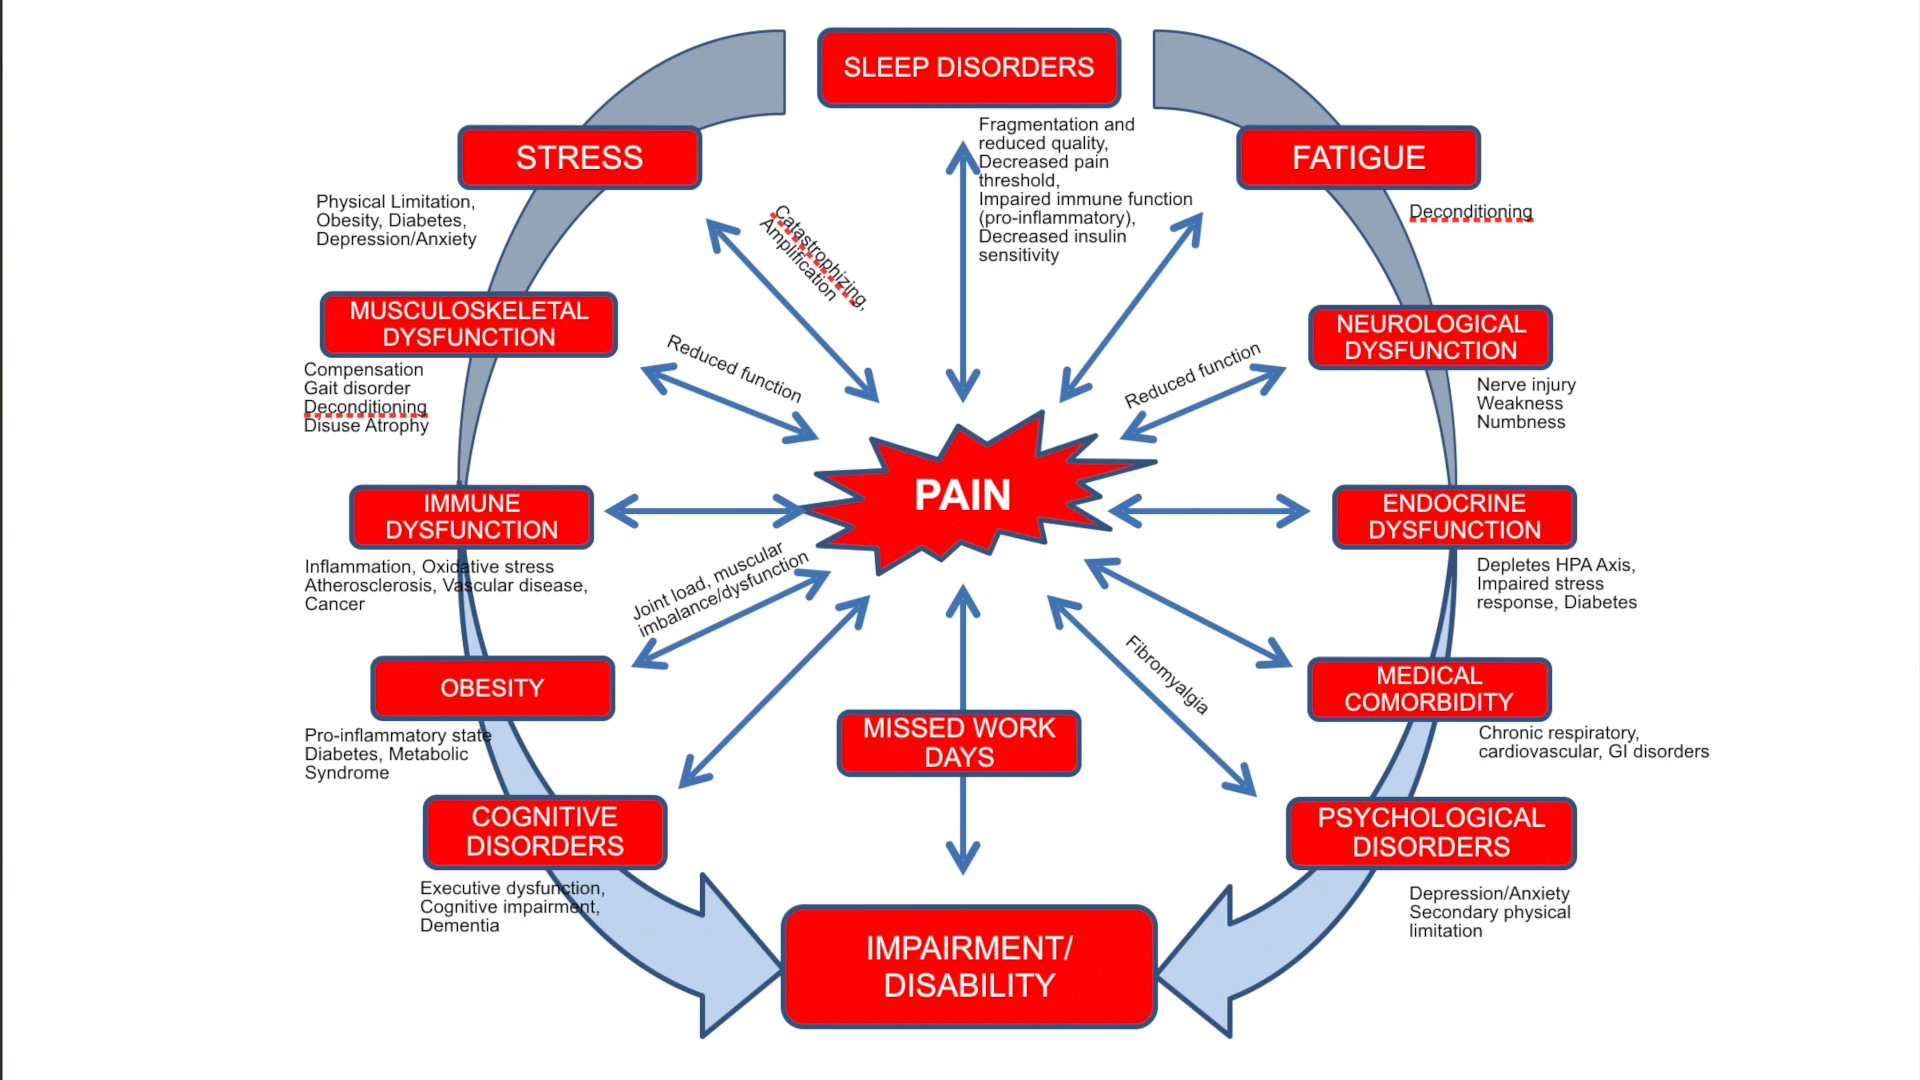 SLEEP DISORDERS
Fragmentation and
reduced quality,
Decreased pain
threshold,
Impaired immune function
(pro-inflammatory),
Decreased insulin
sensitivity
STRESS
Physical Limitation,
Obesity, Diabetes,
Depression/Anxiety
Catastrophizing,
Amplification
FATIGUE
Deconditioning
MUSCULOSKELETAL
DYSFUNCTION
Compensation
Gait disorder
Deconditioning
Disuse Atrophy
Reduced function
Reduced function
NEUROLOGICAL
DYSFUNCTION
Nerve injury
Weakness
Numbness
PAIN
IMMUNE
DYSFUNCTION
Inflammation, Oxidative stress
Atherosclerosis, Vascular disease,
Cancer
ENDOCRINE
DYSFUNCTION
Depletes HPA Axis,
Impaired stress
response, Diabetes
Joint load, muscular
imbalance/dysfunction
OBESITY
Pro-inflammatory state
Diabetes, Metabolic
Syndrome
Fibromyalgia
MEDICAL
COMORBIDITY
Chronic respiratory,
cardiovascular, GI disorders
MISSED WORK
DAYS
COGNITIVE
DISORDERS
Executive dysfunction,
Cognitive impairment,
Dementia
PSYCHOLOGICAL
DISORDERS
Depression/Anxiety
Secondary physical
limitation
IMPAIRMENT/
DISABILITY